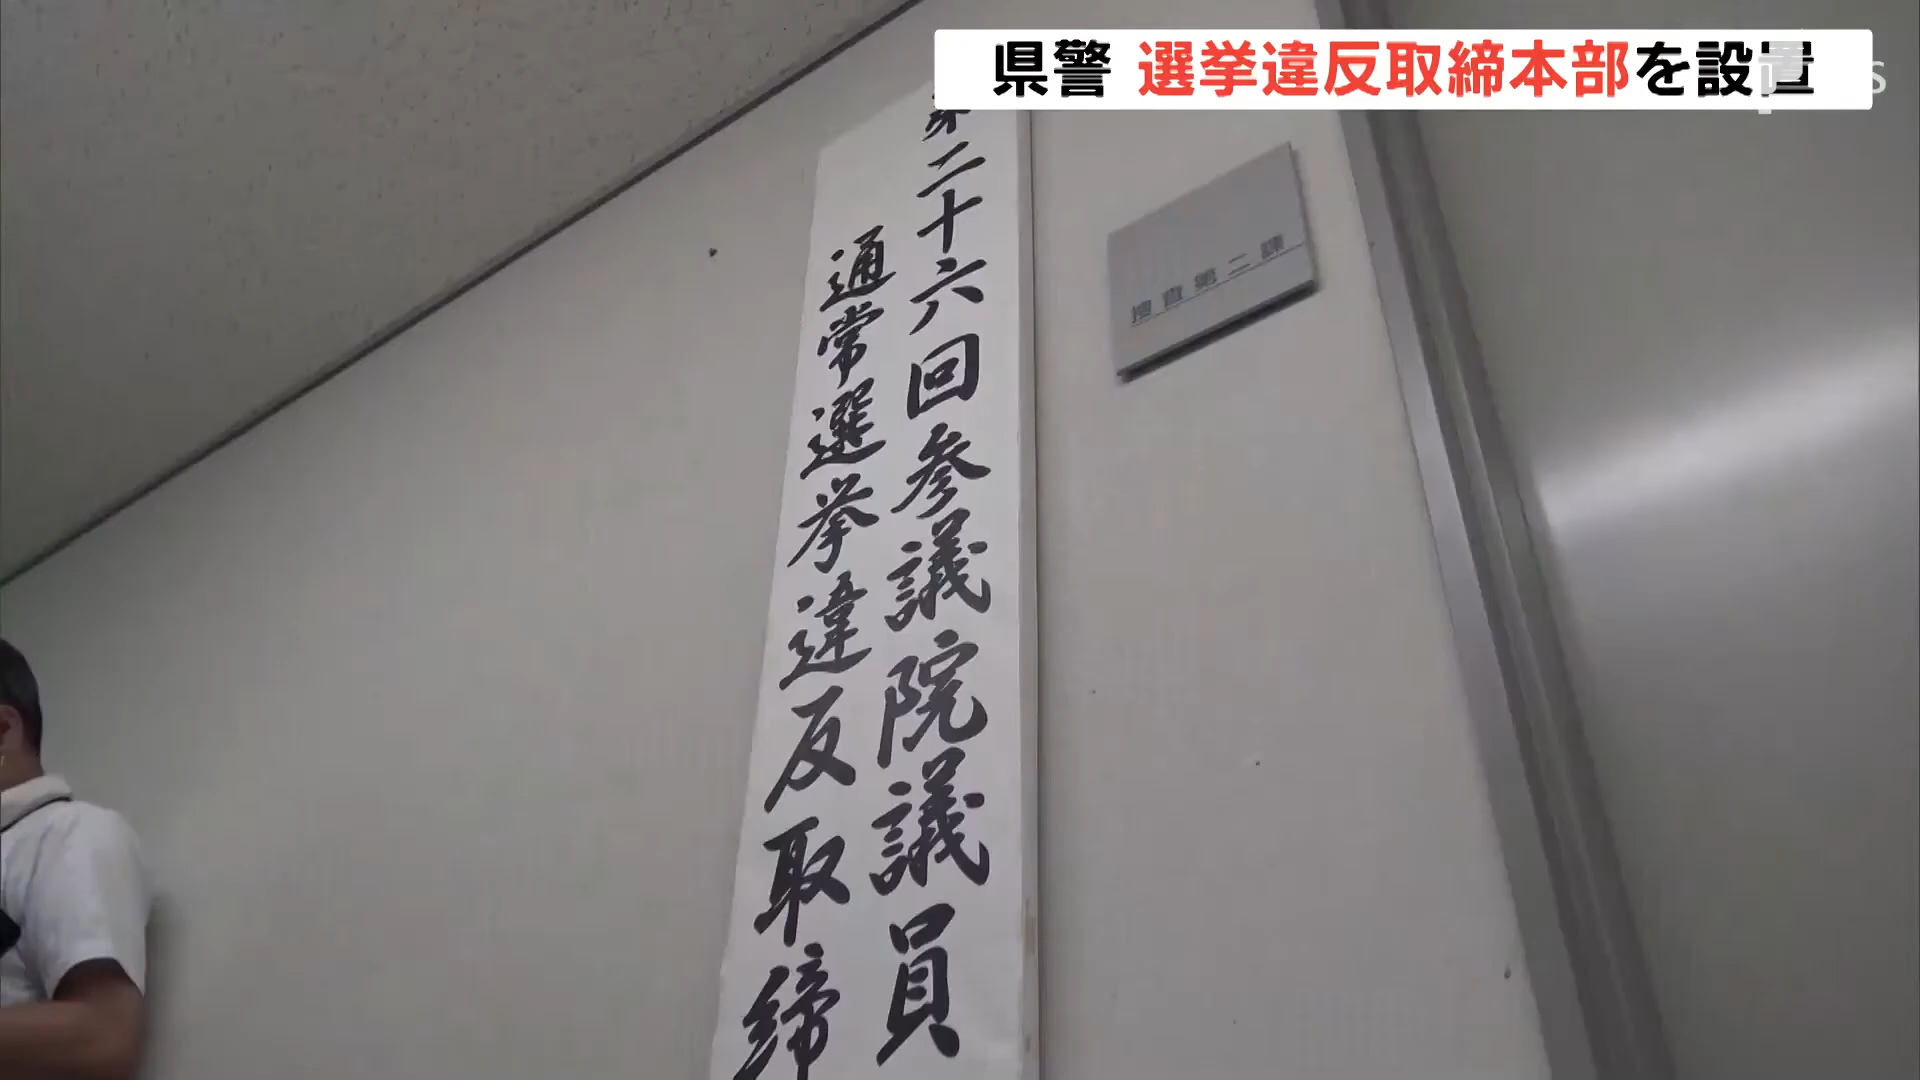 県警 選挙違反取締本部を設置
第二十六回参議院議員
通常選挙違反取締
捜査第二課